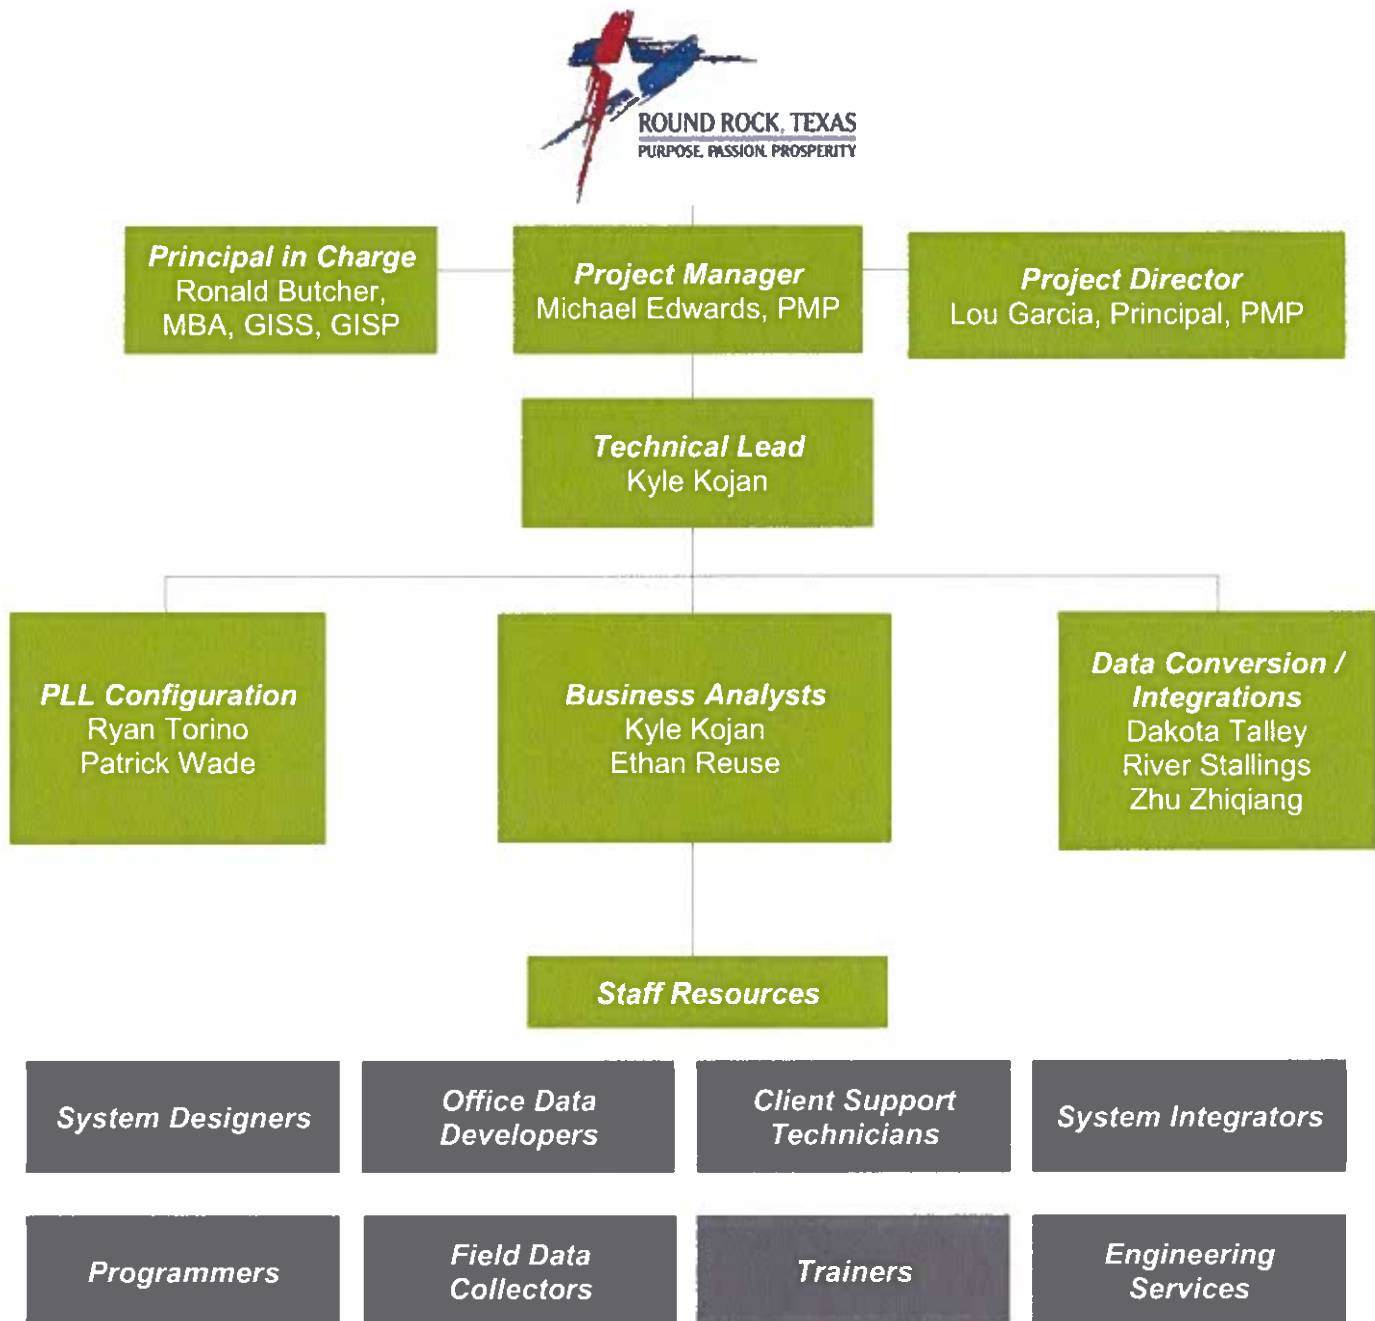 ROUND ROCK, TEXAS
PURPOSE. PASSION. PROSPERITY
Principal in Charge
Ronald Butcher,
MBA, GISS, GISP
Project Manager
Michael Edwards, PMP
Project Director
Lou Garcia, Principal, PMP
Technical Lead
Kyle Kojan
PLL Configuration
Ryan Torino
Patrick Wade
Business Analysts
Kyle Kojan
Ethan Reuse
Data Conversion /
Integrations
Dakota Talley
River Stallings
Zhu Zhiqiang
Staff Resources
System Designers
Office Data
Developers
Client Support
Technicians
System Integrators
Programmers
Field Data
Collectors
Trainers
Engineering
Services